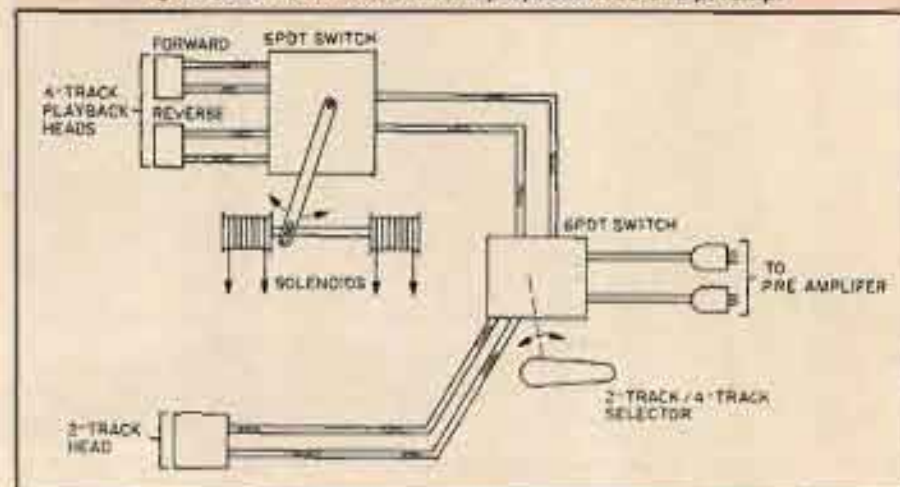 FORWARD
6PDT SWITCH
4-TRACK
PLAYBACK
HEADS
REVERSE
SOLENOIDS
6PDT SWITCH
TO
PRE AMPLIFER
2-TRACK / 4-TRACK
SELECTOR
2-TRACK
HEAD